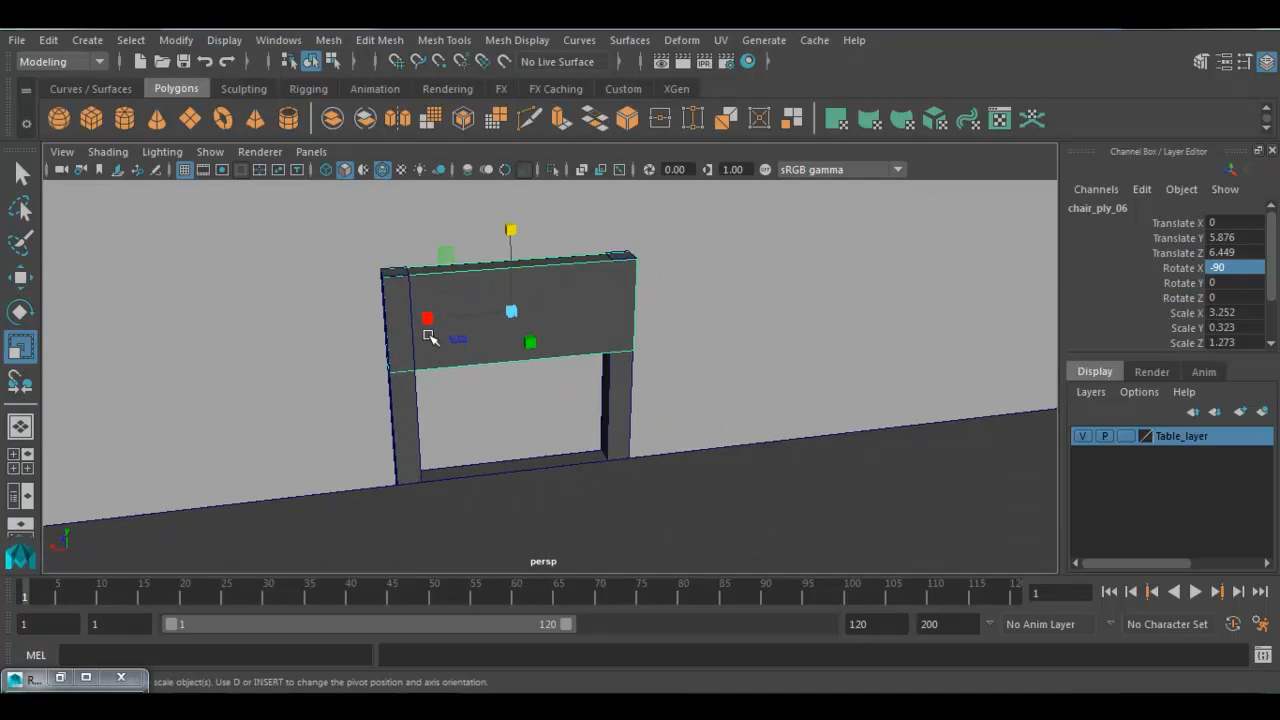 File Edit Create Select Modify Display Windows Mesh Edit Mesh Mesh Tools Mesh Display Curves Surfaces Deform UV Generate Cache Help
Modeling No Live Surface IPR
Curves / Surfaces Polygons Sculpting Rigging Animation Rendering FX FX Caching Custom XGen
View Shading Lighting Show Renderer Panels
0.00 1.00 sRGB gamma
Channel Box / Layer Editor
Channels Edit Object Show
chair_ply_06
Translate X 0
Translate Y 5.876
Translate Z 6.449
Rotate X -90
Rotate Y 0
Rotate Z 0
Scale X 3.252
Scale Y 0.323
Scale Z 1.273
Display Render Anim
Layers Options Help
V P Table_layer
y
persp
5 10 15 20 25 30 35 40 45 50 55 60 65 70 75 80 85 90 95 100 105 110 115 12
1 1
1 1 1 120 120 200 No Anim Layer No Character Set
MEL
R... scale object(s). Use D or INSERT to change the pivot position and axis orientation.